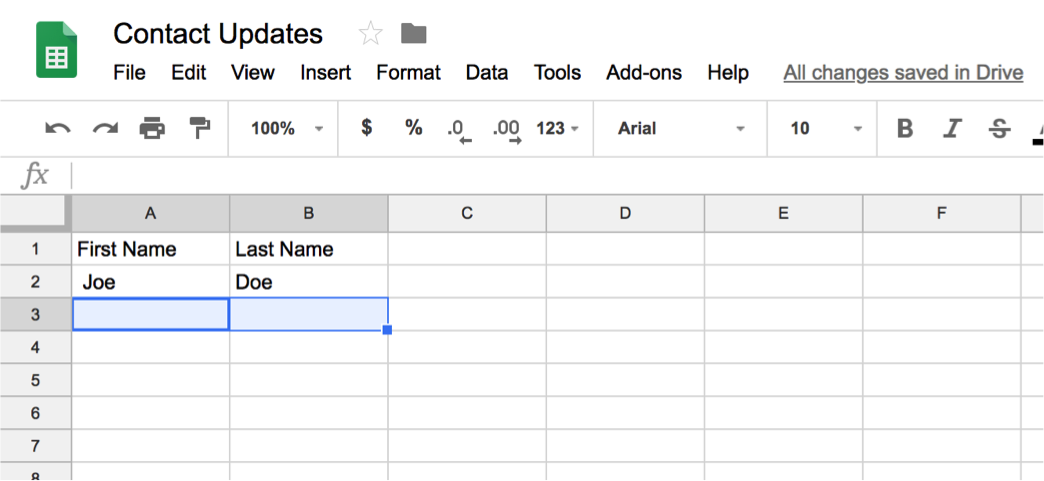 Contact Updates
File Edit View Insert Format Data Tools Add-ons Help All changes saved in Drive
100% $ % .0 .00 123 Arial 10 B I S
fx
A B C D E F
1 First Name Last Name
2 Joe Doe
3
4
5
6
7
8